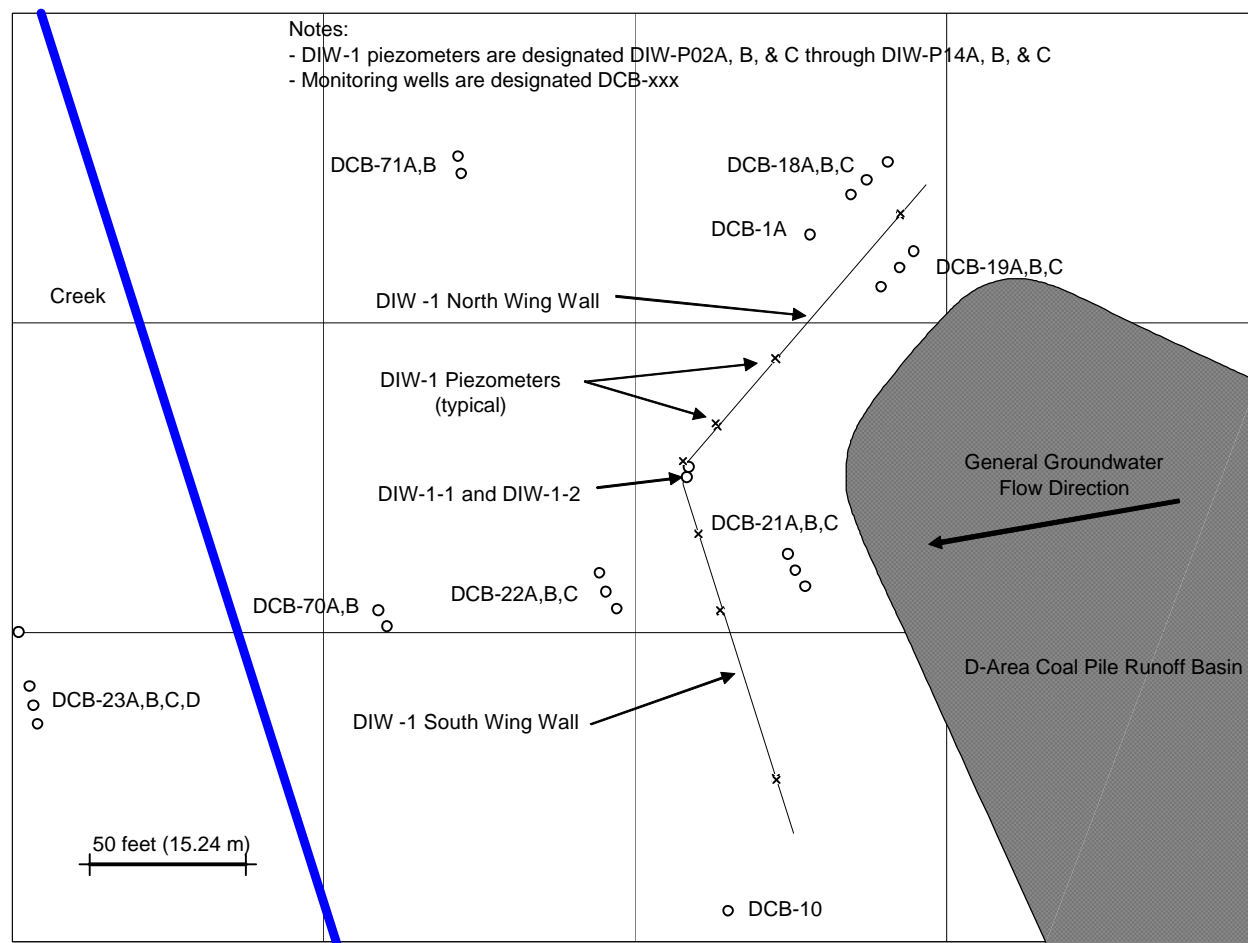 Notes:
- DIW-1 piezometers are designated DIW-P02A, B, & C through DIW-P14A, B, & C
- Monitoring wells are designated DCB-xxx
DCB-71A,B
DCB-18A,B,C
DCB-1A
DCB-19A,B,C
Creek
DIW -1 North Wing Wall
DIW-1 Piezometers
(typical)
General Groundwater
Flow Direction
DIW-1-1 and DIW-1-2
DCB-21A,B,C
DCB-22A,B,C
DCB-70A,B
D-Area Coal Pile Runoff Basin
DCB-23A,B,C,D
DIW -1 South Wing Wall
50 feet (15.24 m)
DCB-10